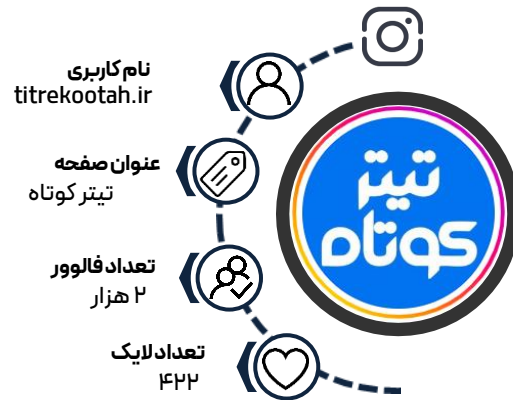 نام کاربری
titrekootah.ir
عنوان صفحه
تیتر کوتاه
تعداد فالوور
۲ هزار
تعداد لایک
۴۲۲
تیتر
کوتاه